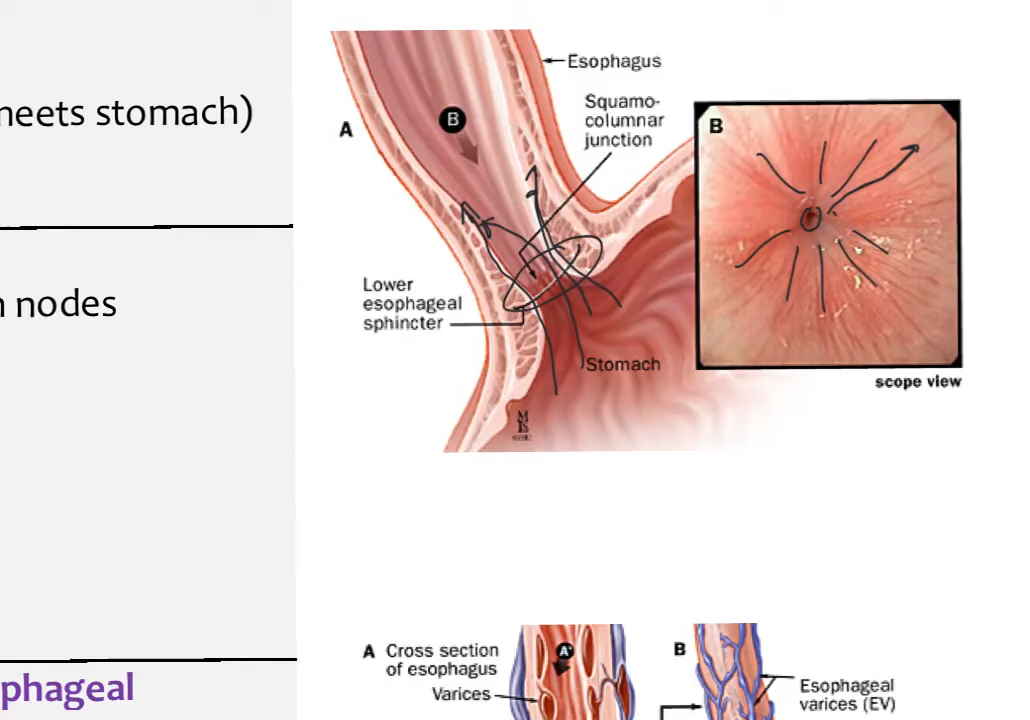 neets stomach)
n nodes
phageal
A
B
Esophagus
Squamo-
columnar
junction
Lower
esophageal
sphincter
Stomach
B
scope view
A Cross section
of esophagus
Varices
A'
B
Esophageal
varices (EV)